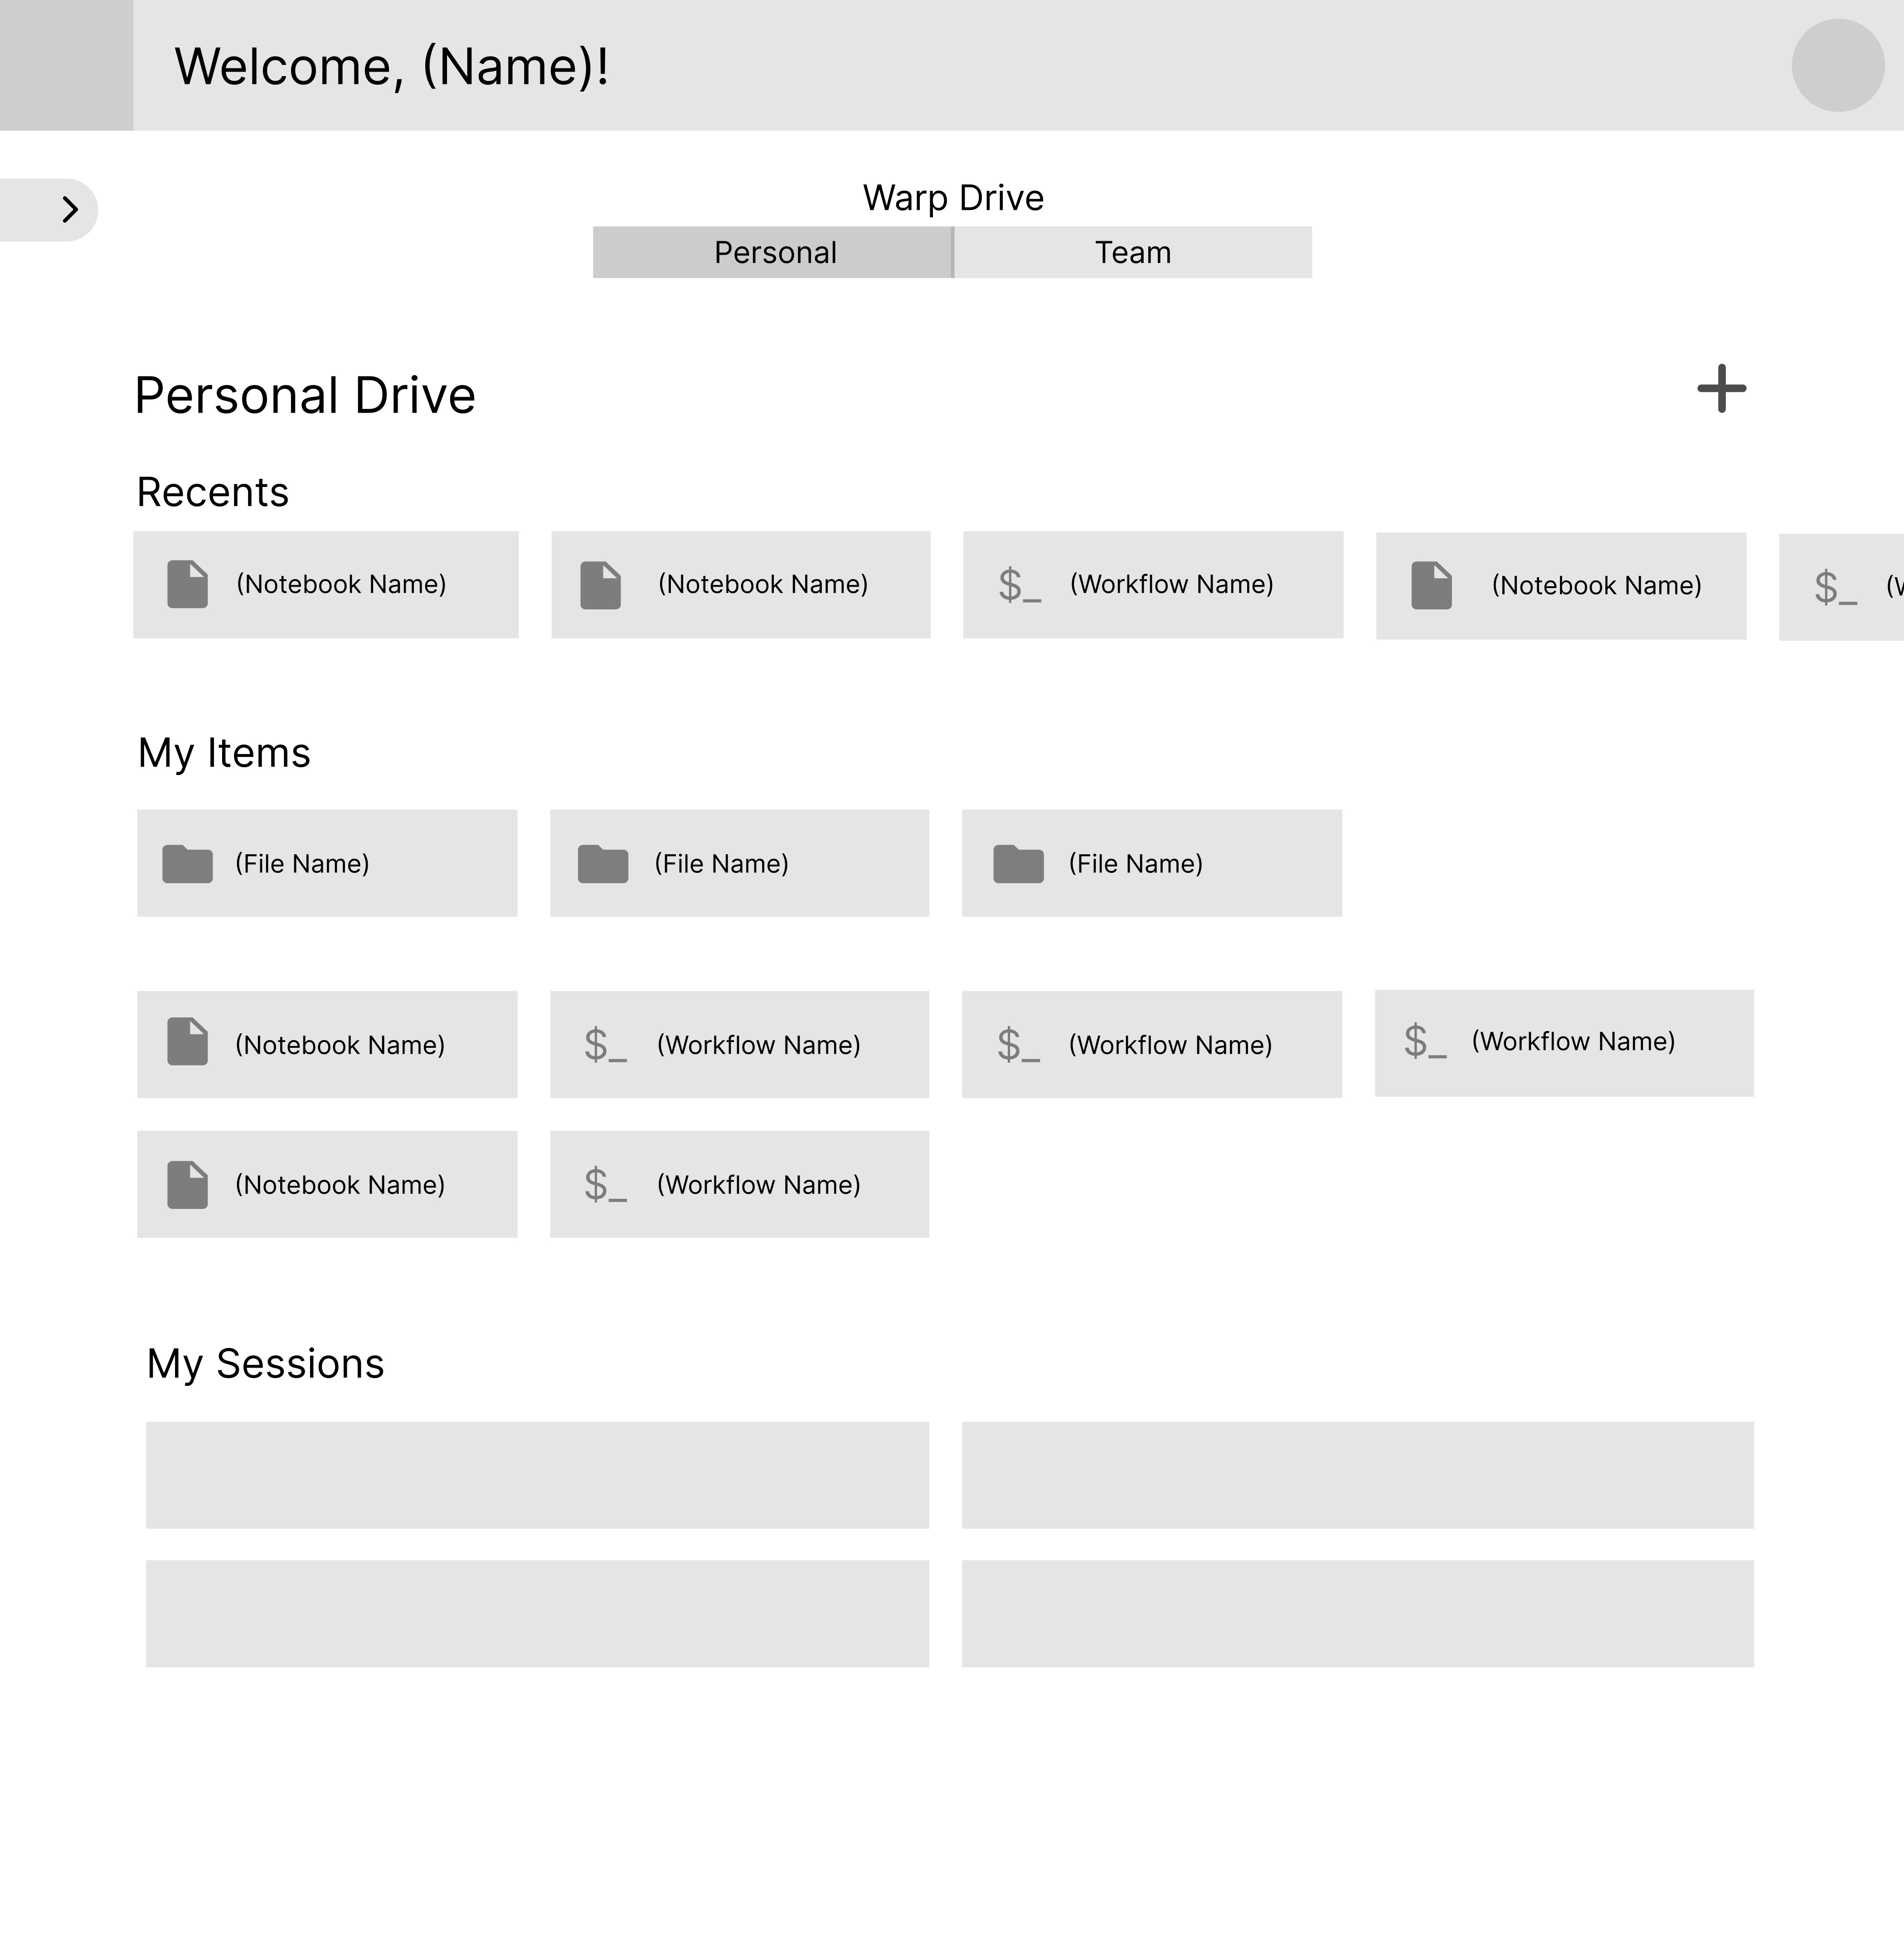 Welcome, (Name)!
Warp Drive
Personal
Team
Personal Drive
Recents
(Notebook Name)
(Notebook Name)
$_
(Workflow Name)
(Notebook Name)
$_
My Items
(File Name)
(File Name)
(File Name)
(Notebook Name)
$_
(Workflow Name)
$_
(Workflow Name)
$_
(Workflow Name)
(Notebook Name)
$_
(Workflow Name)
My Sessions